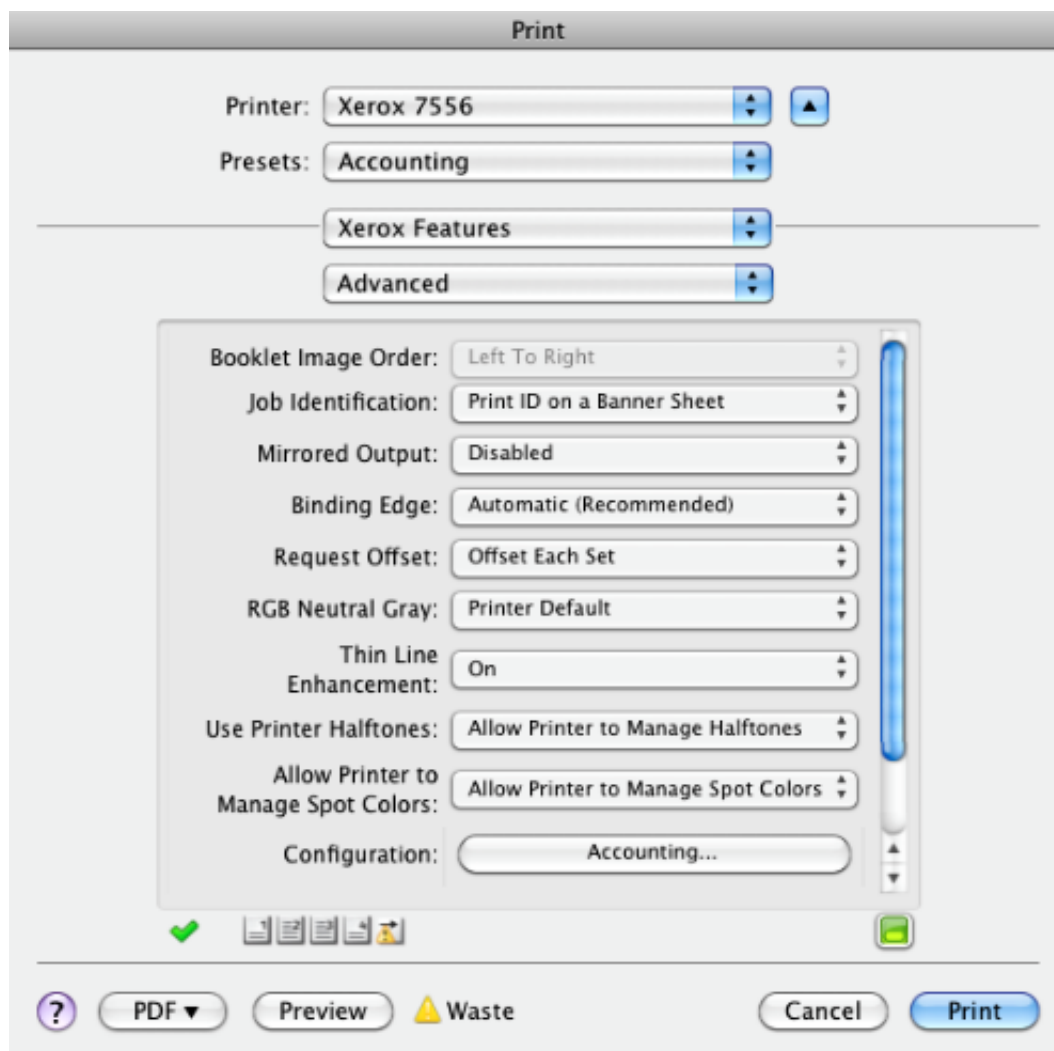 Print
Printer: Xerox 7556
Presets: Accounting
Xerox Features
Advanced
Booklet Image Order: Left To Right
Job Identification: Print ID on a Banner Sheet
Mirrored Output: Disabled
Binding Edge: Automatic (Recommended)
Request Offset: Offset Each Set
RGB Neutral Gray: Printer Default
Thin Line
Enhancement: On
Use Printer Halftones: Allow Printer to Manage Halftones
Allow Printer to
Manage Spot Colors: Allow Printer to Manage Spot Colors
Configuration: Accounting...
? PDF Preview Waste Cancel Print